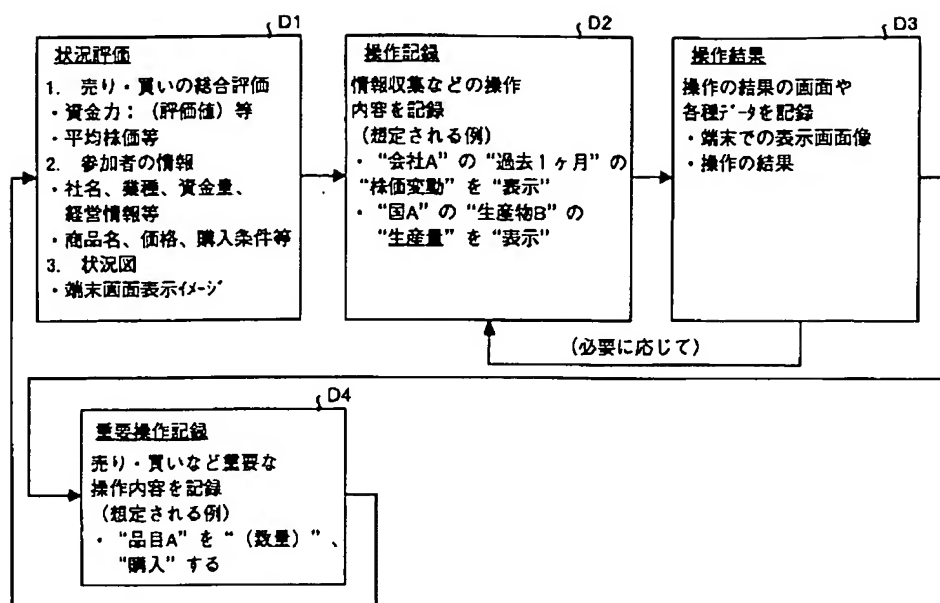 D1
状況評価
1. 売り・買いの総合評価
・資金力：（評価値）等
・平均株価等
2. 参加者の情報
・社名、業種、資金量、
経営情報等
・商品名、価格、購入条件等
3. 状況図
・端末画面表示ｲﾒｰｼﾞ
D2
操作記録
情報収集などの操作
内容を記録
（想定される例）
・“会社A”の“過去1ヶ月”の
“株価変動”を“表示”
・“国A”の“生産物B”の
“生産量”を“表示”
D3
操作結果
操作の結果の画面や
各種ﾃﾞｰﾀを記録
・端末での表示画面像
・操作の結果
（必要に応じて）
D4
重要操作記録
売り・買いなど重要な
操作内容を記録
（想定される例）
・“品目A”を“（数量）”、
“購入”する